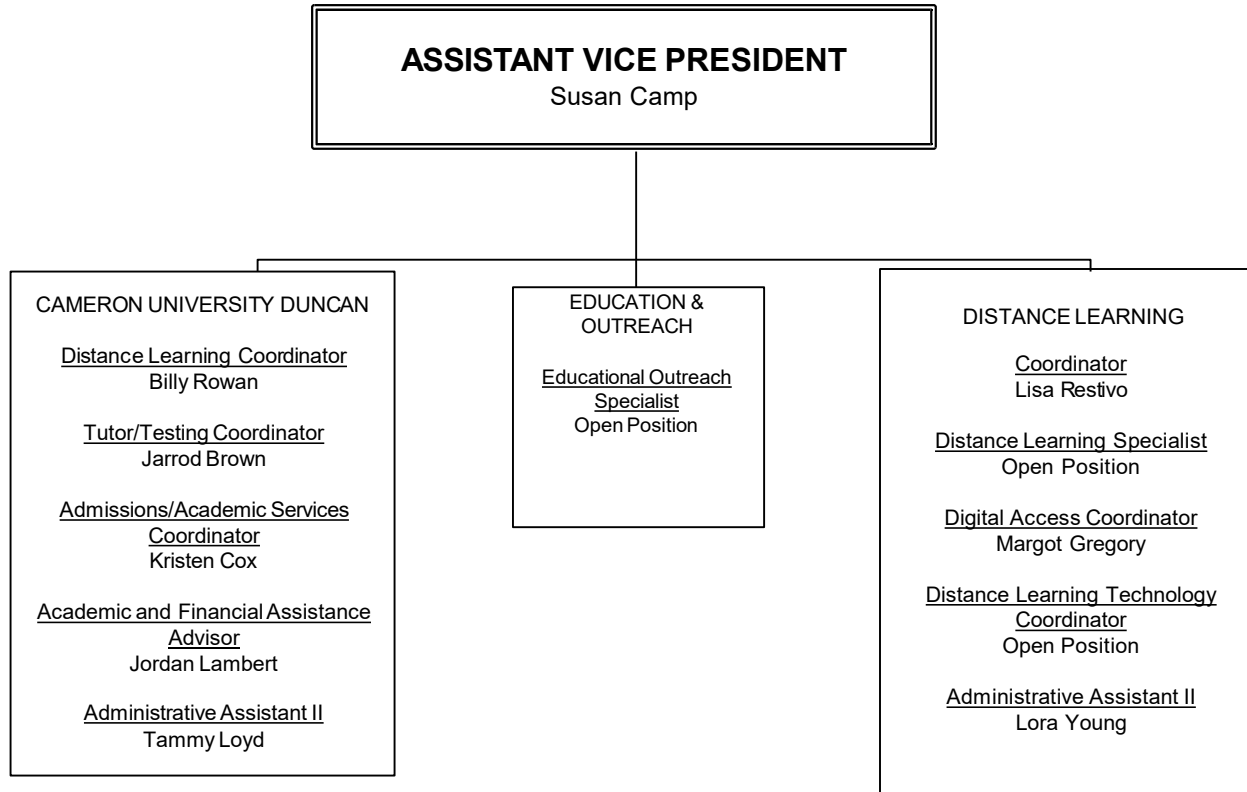 ASSISTANT VICE PRESIDENT
Susan Camp
CAMERON UNIVERSITY DUNCAN
Distance Learning Coordinator
Billy Rowan
Tutor/Testing Coordinator
Jarrod Brown
Admissions/Academic Services
Coordinator
Kristen Cox
Academic and Financial Assistance
Advisor
Jordan Lambert
Administrative Assistant II
Tammy Loyd
EDUCATION &
OUTREACH
Educational Outreach
Specialist
Open Position
DISTANCE LEARNING
Coordinator
Lisa Restivo
Distance Learning Specialist
Open Position
Digital Access Coordinator
Margot Gregory
Distance Learning Technology
Coordinator
Open Position
Administrative Assistant II
Lora Young